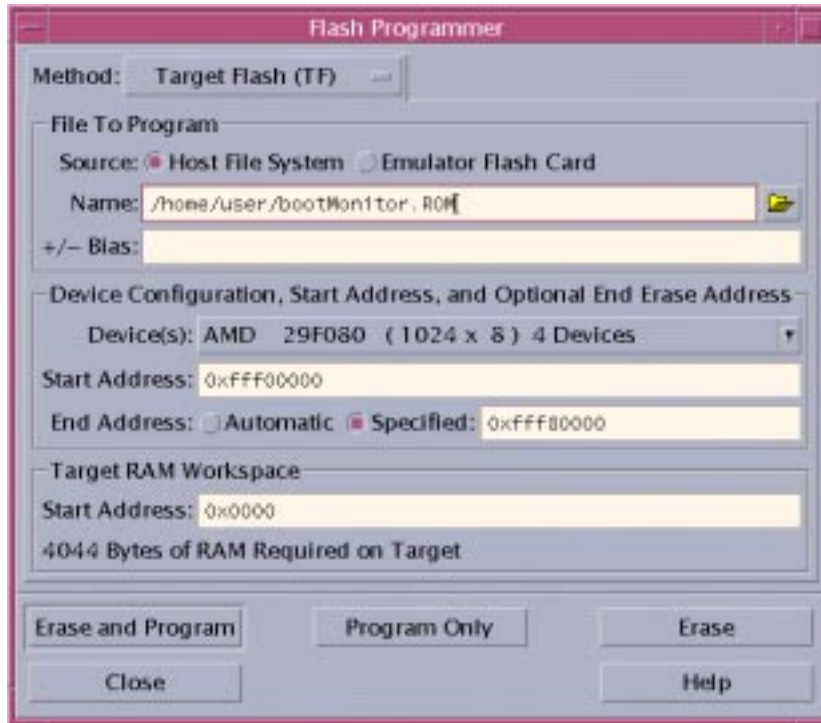 Flash Programmer
Method: Target Flash (TF)
File To Program
Source: Host File System Emulator Flash Card
Name: /home/user/bootMonitor.ROM
+/− Bias:
Device Configuration, Start Address, and Optional End Erase Address
Device(s): AMD 29F080 ( 1024 x 8 ) 4 Devices
Start Address: 0xfff00000
End Address: Automatic Specified: 0xfff80000
Target RAM Workspace
Start Address: 0x0000
4044 Bytes of RAM Required on Target
Erase and Program Program Only Erase
Close Help